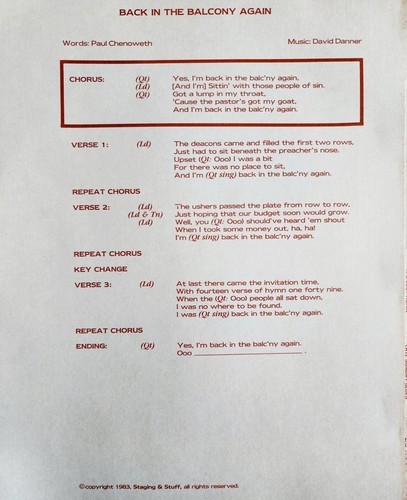 BACK IN THE BALCONY AGAIN
Words: Paul Chenoweth Music: David Danner
CHORUS: (Qt) Yes, I'm back in the balc'ny again,
(Ld) [And I'm] Sittin' with those people of sin.
(Qt) Got a lump in my throat,
'Cause the pastor's got my goat,
And I'm back in the balc'ny again.
VERSE 1: (Ld) The deacons came and filled the first two rows,
Just had to sit beneath the preacher's nose.
Upset (Qt: Ooo) I was a bit
For there was no place to sit,
And I'm (Qt sing) back in the balc'ny again.
REPEAT CHORUS
VERSE 2: (Ld) The ushers passed the plate from row to row,
(Ld & Tn) Just hoping that our budget soon would grow.
(Ld) Well, you (Qt: Ooo) should've heard 'em shout
When I took some money out, ha, ha!
I'm (Qt sing) back in the balc'ny again.
REPEAT CHORUS
KEY CHANGE
VERSE 3: (Ld) At last there came the invitation time,
With fourteen verse of hymn one forty nine.
When the (Qt: Ooo) people all sat down,
I was no where to be found,
I was (Qt sing) back in the balc'ny again.
REPEAT CHORUS
ENDING: (Qt) Yes, I'm back in the balc'ny again.
Ooo ____________________ .
©copyright 1983, Staging & Stuff, all rights reserved.